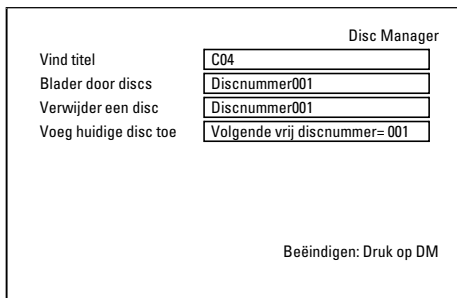 Disc Manager
Vind titel C04
Blader door discs Discnummer001
Verwijder een disc Discnummer001
Voeg huidige disc toe Volgende vrij discnummer= 001
Beëindigen: Druk op DM